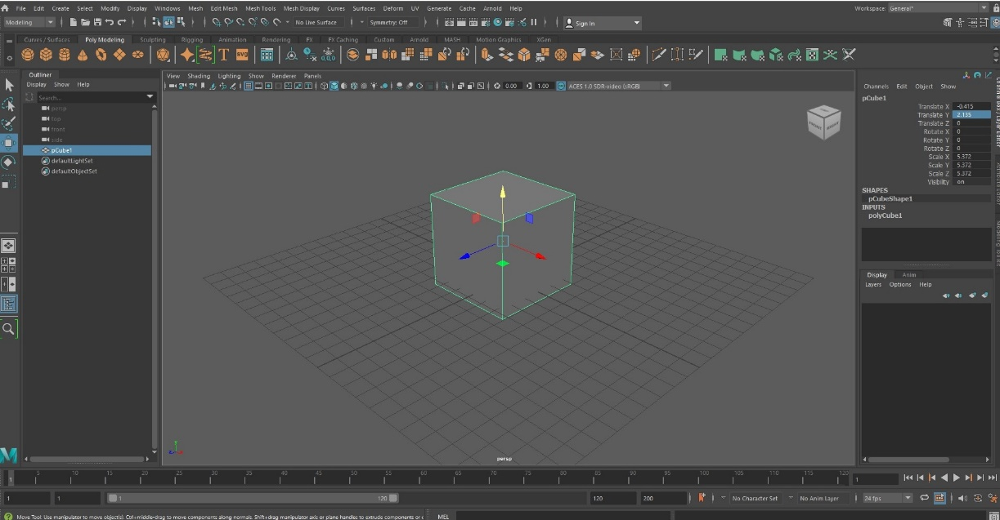 File Edit Create Select Modify Display Windows Mesh Edit Mesh Mesh Tools Mesh Display Curves Surfaces Deform UV Generate Cache Arnold Help Workspace: General*
Modeling No Live Surface Symmetry: Off Sign In
Curves / Surfaces Poly Modeling Sculpting Rigging Animation Rendering FX FX Caching Custom Arnold MASH Motion Graphics XGen
T SVG 0,0,0
Outliner
Display Show Help
Search...
persp
top
front
side
pCube1
defaultLightSet
defaultObjectSet
View Shading Lighting Show Renderer Panels
0.00 1.00 ACES 1.0 SDR-video (sRGB)
persp
Channels Edit Object Show
pCube1
Translate X -0.415
Translate Y 2.135
Translate Z 0
Rotate X 0
Rotate Y 0
Rotate Z 0
Scale X 5.372
Scale Y 5.372
Scale Z 5.372
Visibility on
SHAPES
pCubeShape1
INPUTS
polyCube1
Display Anim
Layers Options Help
M
1 5 10 15 20 25 30 35 40 45 50 55 60 65 70 75 80 85 90 95 100 105 110 115 120 1
1 1 1 120 120 200 No Character Set No Anim Layer 24 fps
Move Tool: Use manipulator to move object(s). Ctrl+middle-drag to move components along normals. Shift+drag manipulator axis or plane handles to extrude components or c MEL